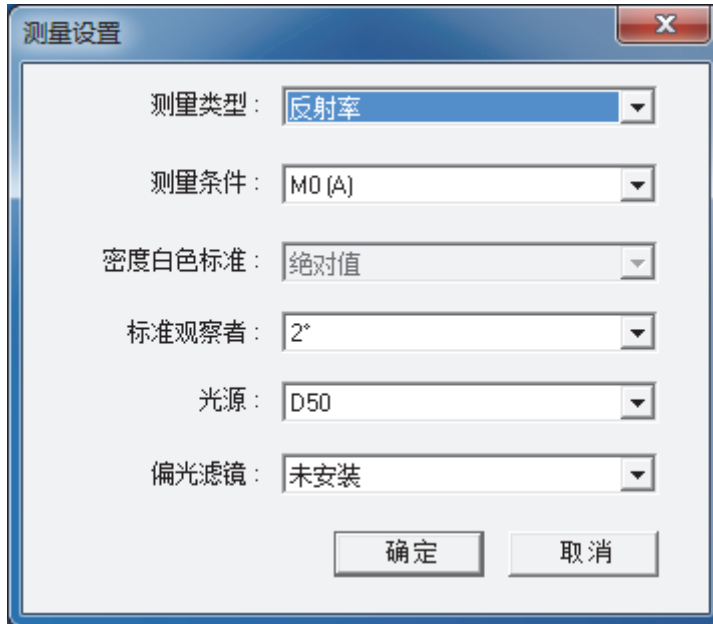 测量设置
测量类型： 反射率
测量条件： M0 (A)
密度白色标准： 绝对值
标准观察者： 2°
光源： D50
偏光滤镜： 未安装
确定 取消